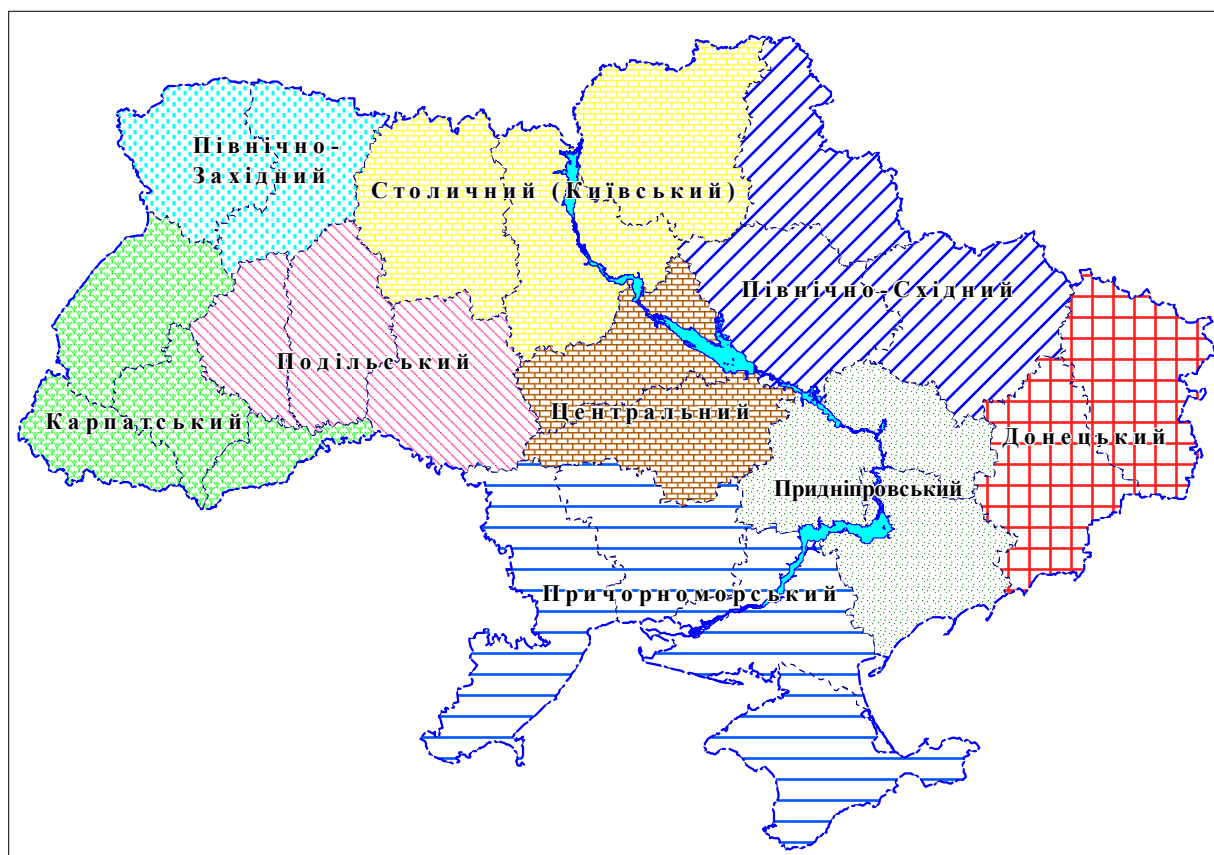 Північно-
Західний
Столичний (Київський)
Північно-Східний
Подільський
Карпатський
Центральний
Донецький
Придніпровський
Причорноморський